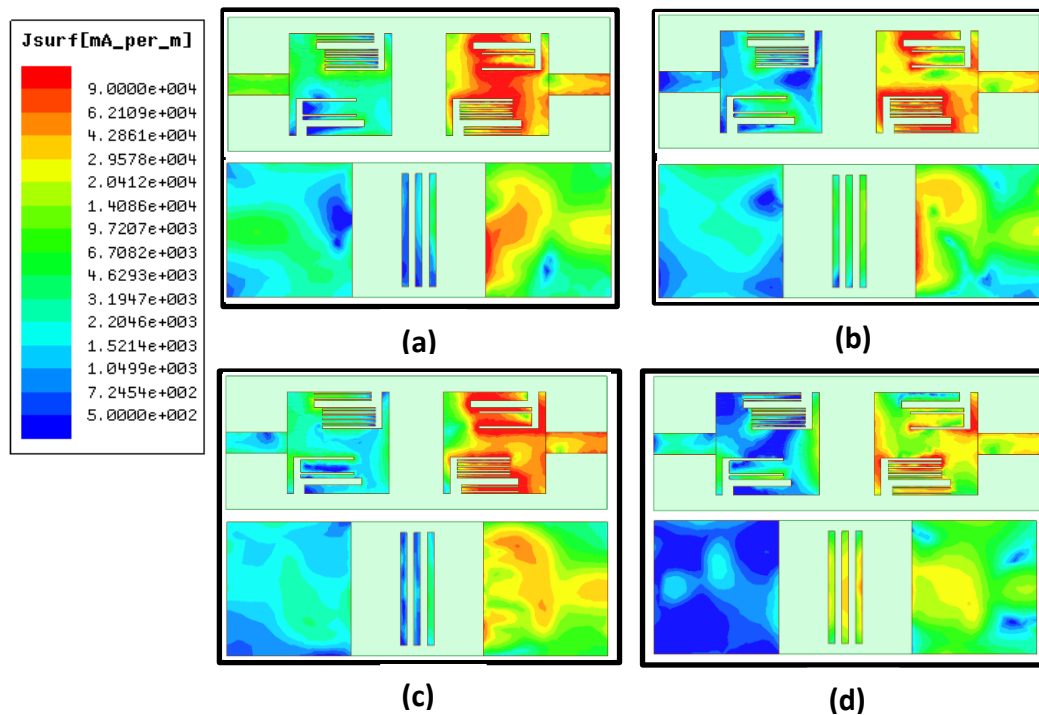 Jsurf[mA_per_m]
9.0000e+004
6.2109e+004
4.2861e+004
2.9578e+004
2.0412e+004
1.4086e+004
9.7207e+003
6.7082e+003
4.6293e+003
3.1947e+003
2.2046e+003
1.5214e+003
1.0499e+003
7.2454e+002
5.0000e+002
(a)
(b)
(c)
(d)